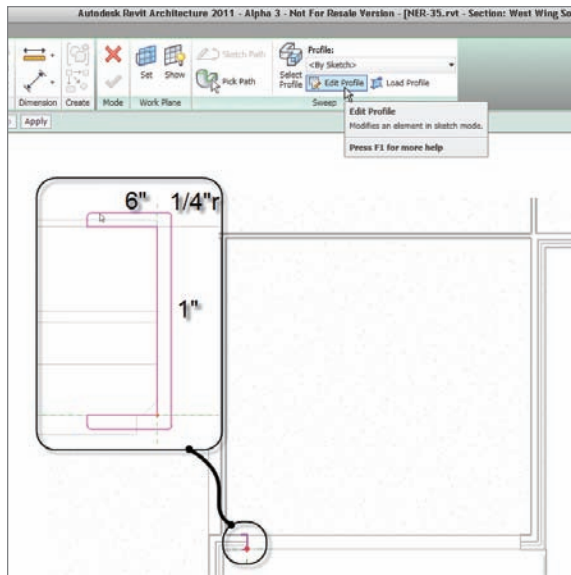 Autodesk Revit Architecture 2011 - Alpha 3 - Not For Resale Version - [NER-35.rvt - Section: West Wing So
Sketch Path
Pick Path
Set Show
Select Profile
Profile:
<By Sketch>
Edit Profile Load Profile
Dimension Create Mode Work Plane Sweep
Apply
Edit Profile
Modifies an element in sketch mode.
Press F1 for more help
6" 1/4"r
1"